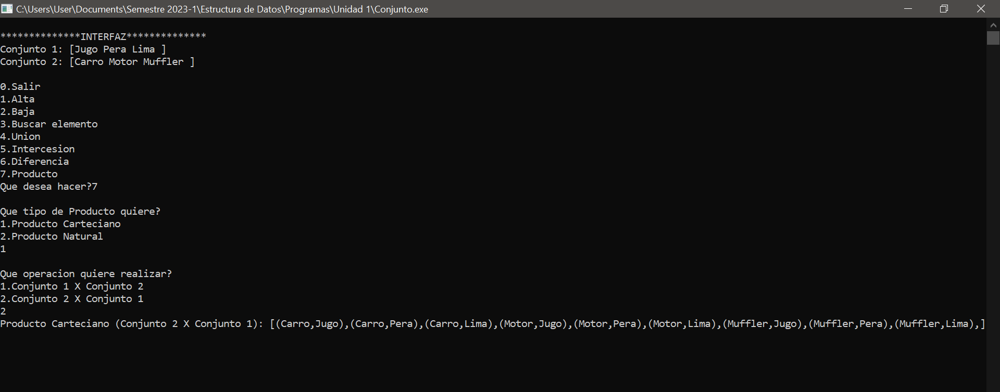 C:\Users\User\Documents\Semestre 2023-1\Estructura de Datos\Programas\Unidad 1\Conjunto.exe
**************INTERFAZ**************
Conjunto 1: [Jugo Pera Lima ]
Conjunto 2: [Carro Motor Muffler ]
0.Salir
1.Alta
2.Baja
3.Buscar elemento
4.Union
5.Intercesion
6.Diferencia
7.Producto
Que desea hacer?7
Que tipo de Producto quiere?
1.Producto Carteciano
2.Producto Natural
1
Que operacion quiere realizar?
1.Conjunto 1 X Conjunto 2
2.Conjunto 2 X Conjunto 1
2
Producto Carteciano (Conjunto 2 X Conjunto 1): [(Carro,Jugo),(Carro,Pera),(Carro,Lima),(Motor,Jugo),(Motor,Pera),(Motor,Lima),(Muffler,Jugo),(Muffler,Pera),(Muffler,Lima),]